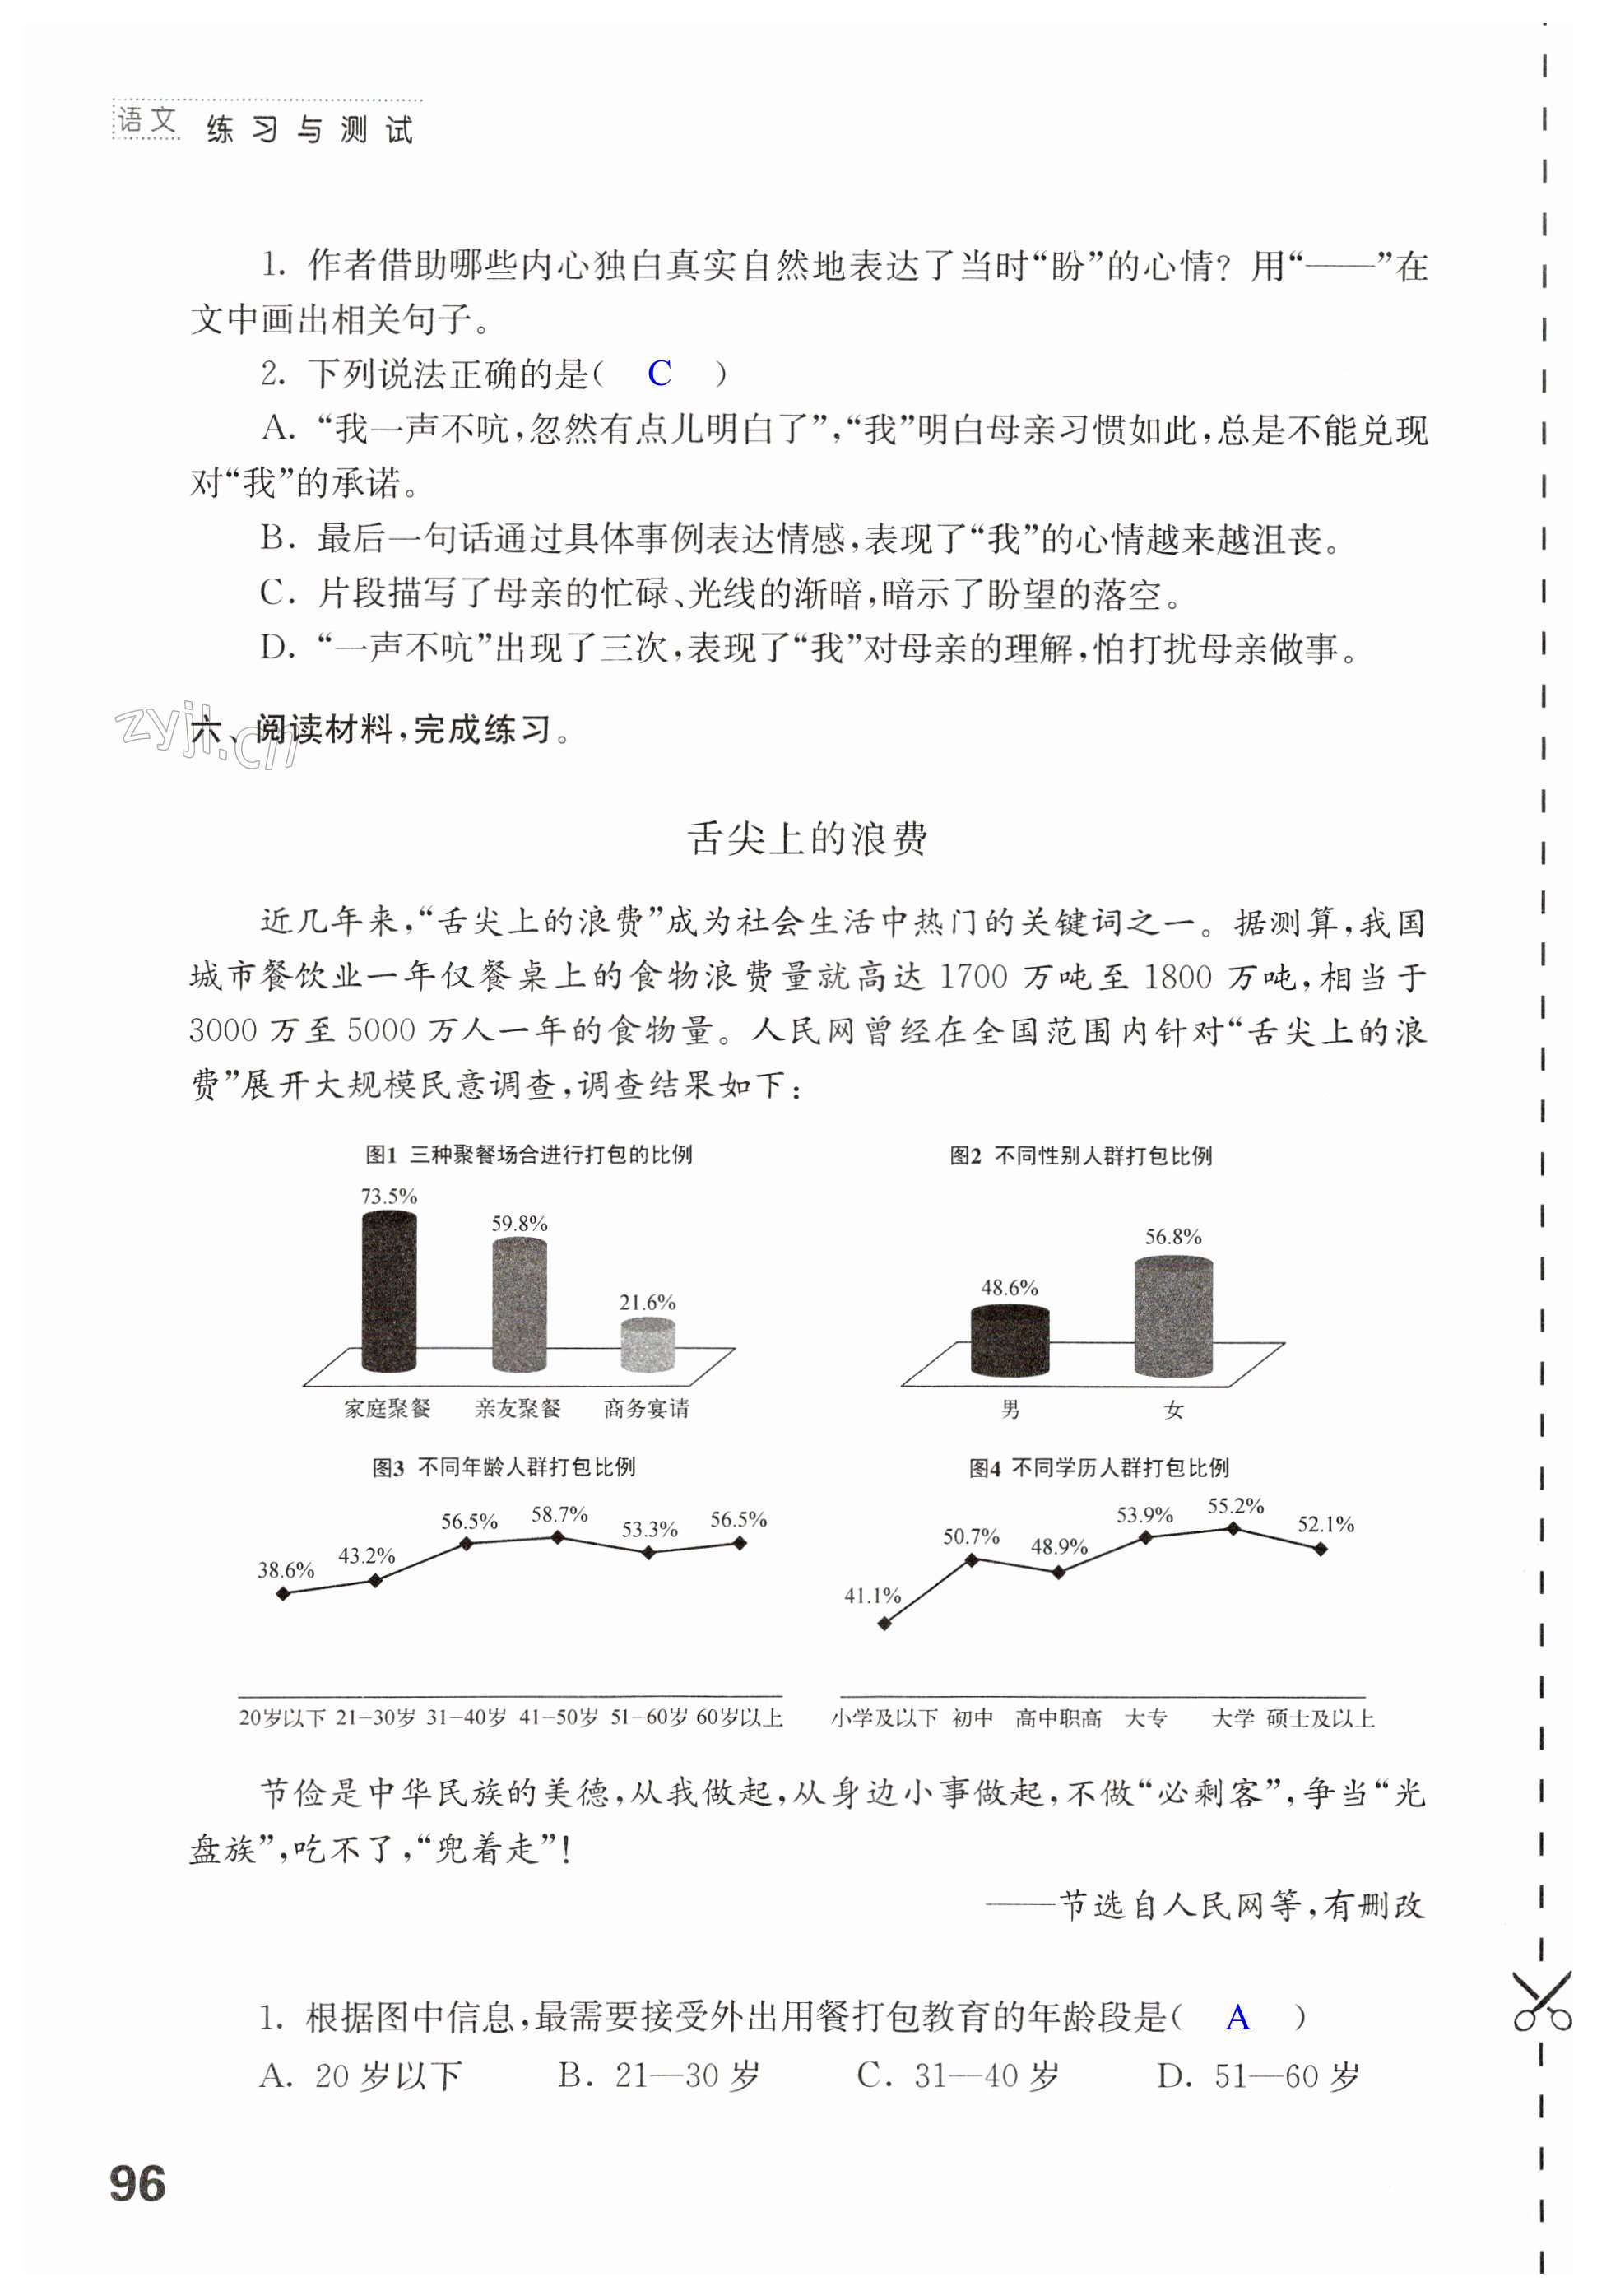 语文 练习与测试
1. 作者借助哪些内心独白真实自然地表达了当时“盼”的心情？用“——”在
文中画出相关句子。
2. 下列说法正确的是( C )
A. “我一声不吭,忽然有点儿明白了”,“我”明白母亲习惯如此,总是不能兑现
对“我”的承诺。
B. 最后一句话通过具体事例表达情感,表现了“我”的心情越来越沮丧。
C. 片段描写了母亲的忙碌、光线的渐暗,暗示了盼望的落空。
D. “一声不吭”出现了三次,表现了“我”对母亲的理解,怕打扰母亲做事。
六、阅读材料,完成练习。
zyjl.cn
舌尖上的浪费
近几年来,“舌尖上的浪费”成为社会生活中热门的关键词之一。据测算,我国
城市餐饮业一年仅餐桌上的食物浪费量就高达 1700 万吨至 1800 万吨,相当于
3000 万至 5000 万人一年的食物量。人民网曾经在全国范围内针对“舌尖上的浪
费”展开大规模民意调查,调查结果如下:
图1 三种聚餐场合进行打包的比例
73.5%
59.8%
21.6%
家庭聚餐 亲友聚餐 商务宴请
图2 不同性别人群打包比例
48.6%
56.8%
男 女
图3 不同年龄人群打包比例
38.6% 43.2% 56.5% 58.7% 53.3% 56.5%
20岁以下 21—30岁 31—40岁 41—50岁 51—60岁 60岁以上
图4 不同学历人群打包比例
41.1% 50.7% 48.9% 53.9% 55.2% 52.1%
小学及以下 初中 高中职高 大专 大学 硕士及以上
节俭是中华民族的美德,从我做起,从身边小事做起,不做“必剩客”,争当“光
盘族”,吃不了,“兜着走”!
——节选自人民网等,有删改
1. 根据图中信息,最需要接受外出用餐打包教育的年龄段是( A )
A. 20 岁以下 B. 21—30 岁 C. 31—40 岁 D. 51—60 岁
96